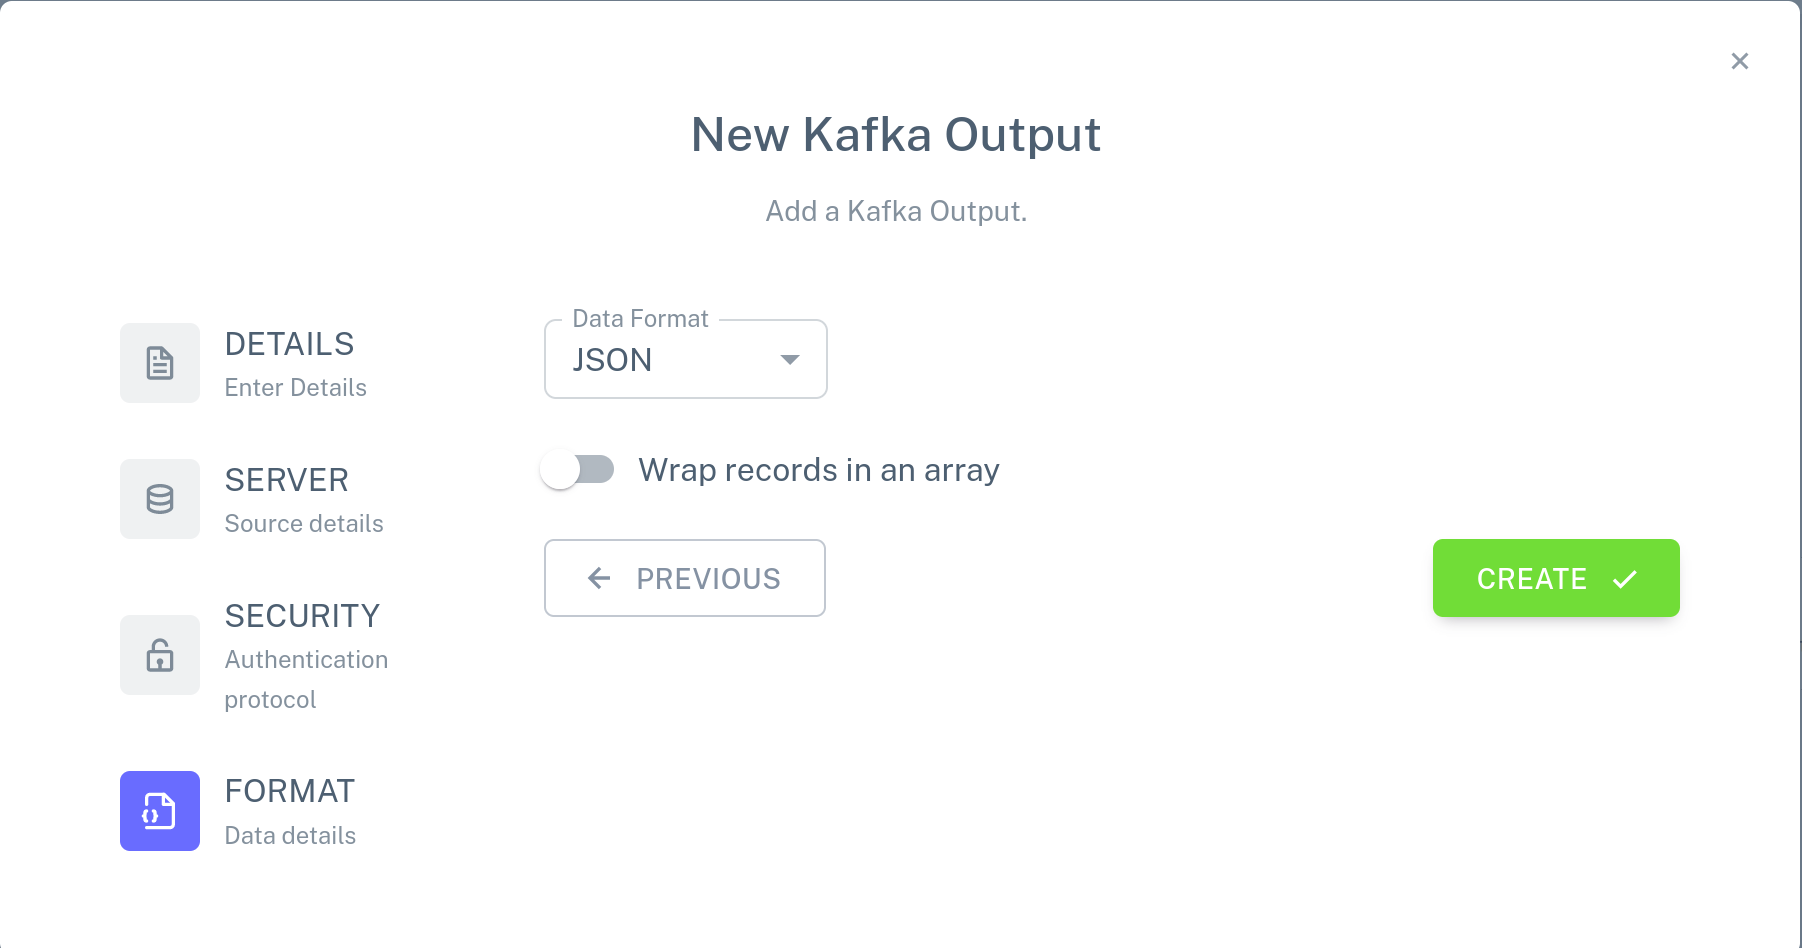 New Kafka Output
Add a Kafka Output.
DETAILS
Enter Details
SERVER
Source details
SECURITY
Authentication
protocol
FORMAT
Data details
Data Format
JSON
Wrap records in an array
PREVIOUS
CREATE